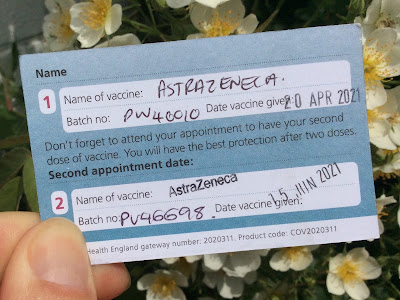 Name
1 Name of vaccine: ASTRAZENECA.
Batch no: PW40010 Date vaccine given: 20 APR 2021
Don't forget to attend your appointment to have your second
dose of vaccine. You will have the best protection after two doses.
Second appointment date:
2 Name of vaccine: AstraZeneca
Batch no: PV46698. Date vaccine given: 15 JUN 2021
Health England gateway number: 2020311. Product code: COV2020311